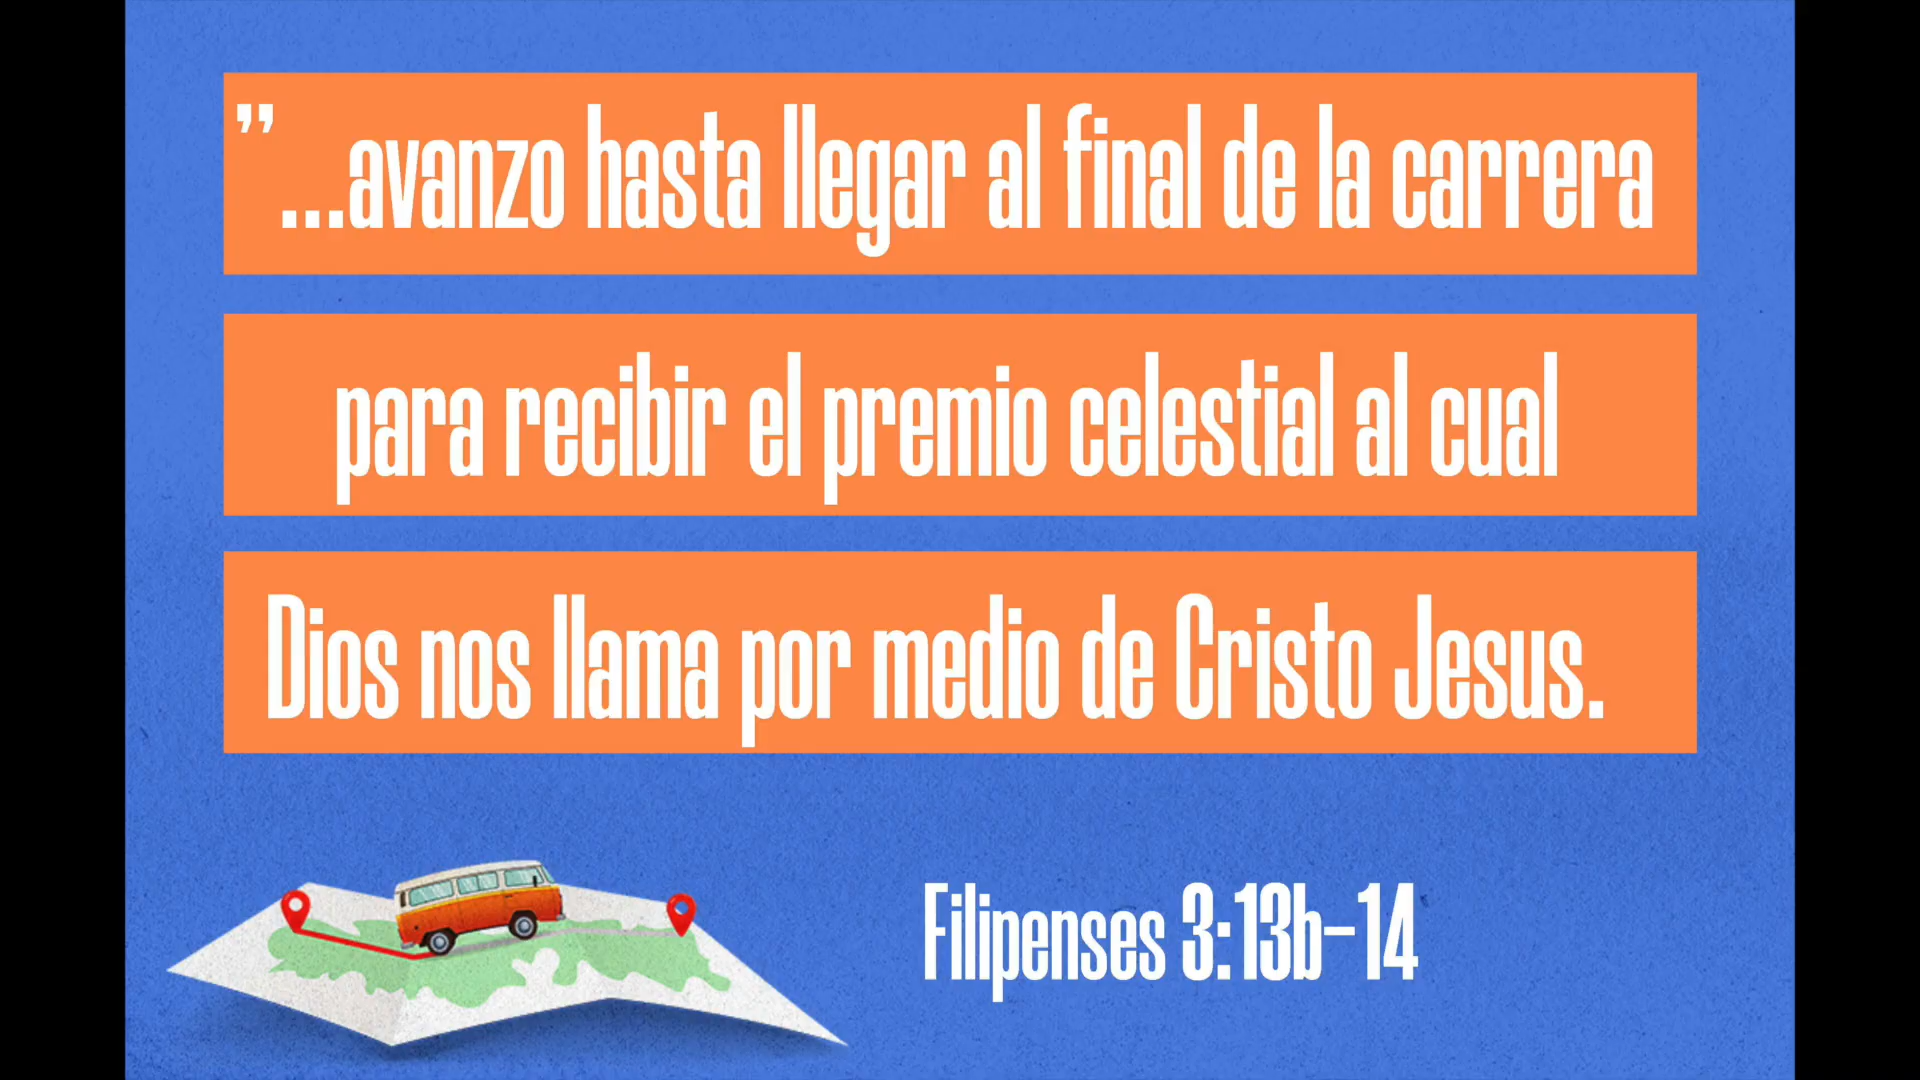 ”...avanzo hasta llegar al final de la carrera
para recibir el premio celestial al cual
Dios nos llama por medio de Cristo Jesus.
Filipenses 3:13b-14